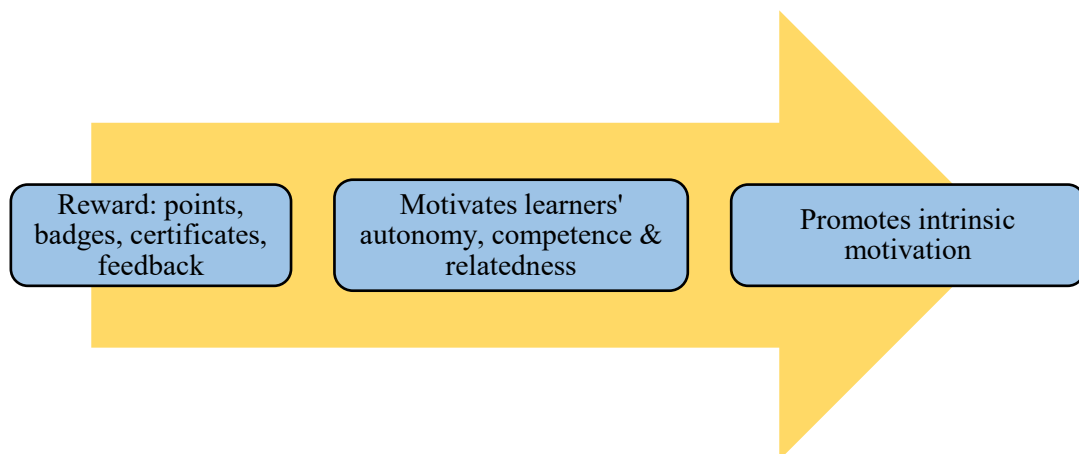 Reward: points,
badges, certificates,
feedback
Motivates learners'
autonomy, competence &
relatedness
Promotes intrinsic
motivation